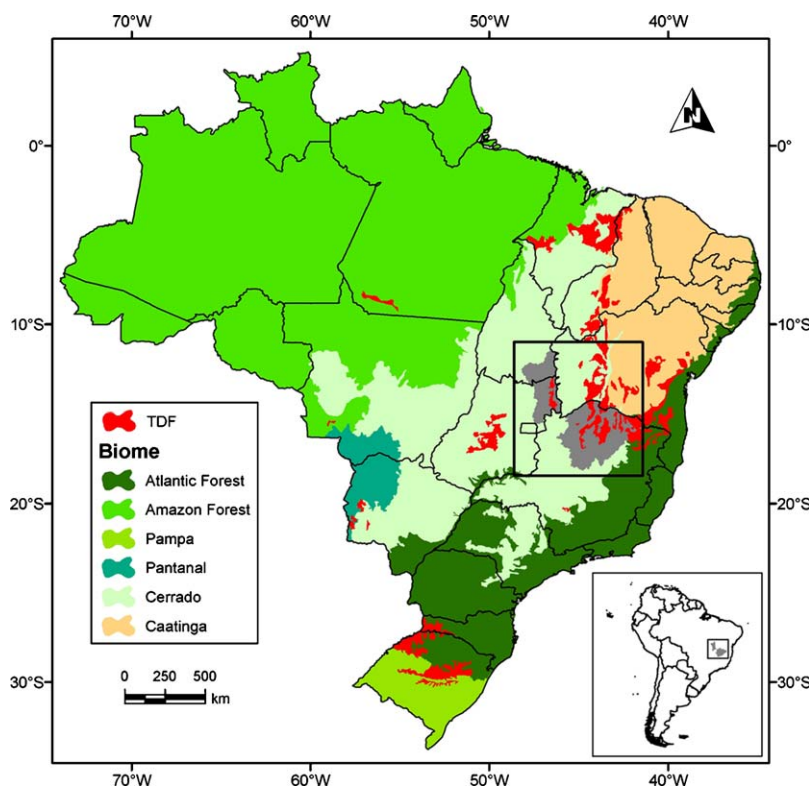 70°W 60°W 50°W 40°W
N
0°
0°
10°S
10°S
20°S
20°S
30°S
30°S
TDF
Biome
Atlantic Forest
Amazon Forest
Pampa
Pantanal
Cerrado
Caatinga
0 250 500
km
70°W 60°W 50°W 40°W